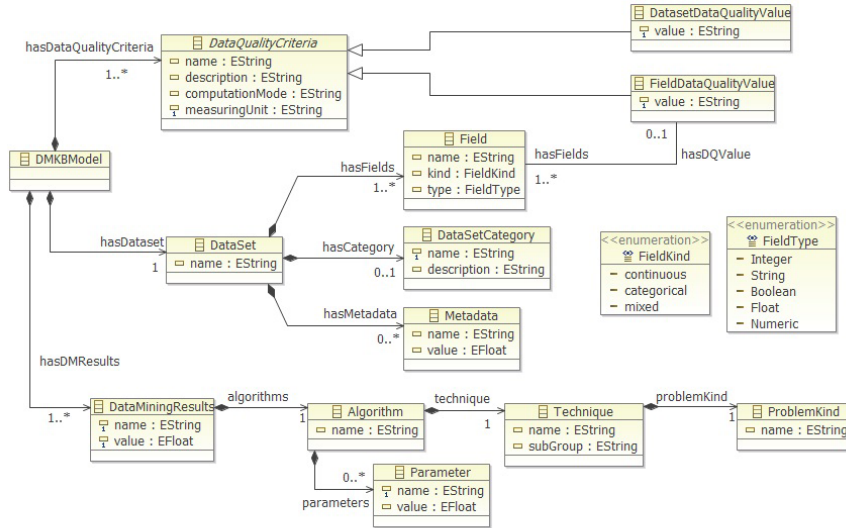 DatasetDataQualityValue
value : EString
hasDataQualityCriteria
1..*
DataQualityCriteria
name : EString
description : EString
computationMode : EString
measuringUnit : EString
FieldDataQualityValue
value : EString
0..1
hasDQValue
hasFields
1..*
Field
name : EString
kind : FieldKind
type : FieldType
hasFields
1..*
DMKBModel
hasDataset
1
DataSet
name : EString
hasCategory
0..1
DataSetCategory
name : EString
description : EString
hasMetadata
0..*
Metadata
name : EString
value : EFloat
<<enumeration>>
FieldKind
continuous
categorical
mixed
<<enumeration>>
FieldType
Integer
String
Boolean
Float
Numeric
hasDMResults
1..*
DataMiningResults
name : EString
value : EFloat
algorithms
1
Algorithm
name : EString
technique
1
Technique
name : EString
subGroup : EString
problemKind
1
ProblemKind
name : EString
0..*
parameters
Parameter
name : EString
value : EFloat